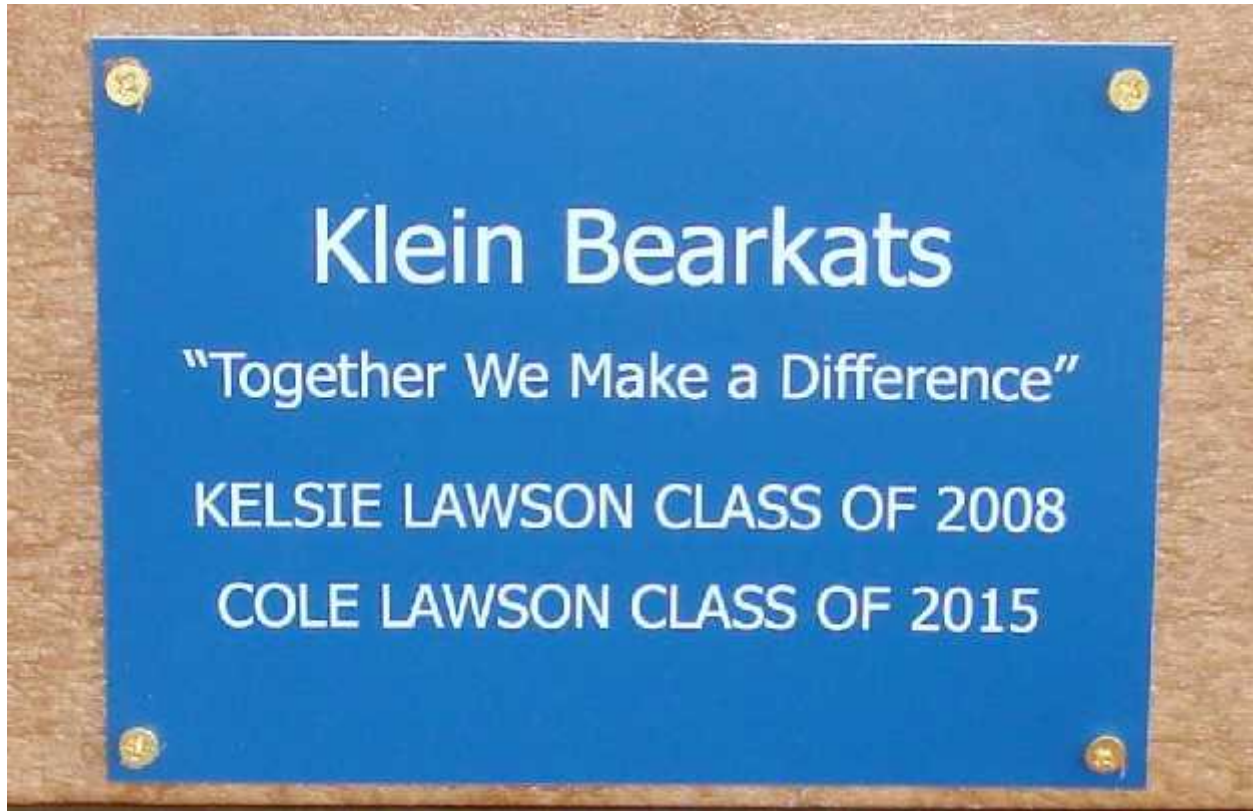 Klein Bearkats
“Together We Make a Difference”
KELSIE LAWSON CLASS OF 2008
COLE LAWSON CLASS OF 2015